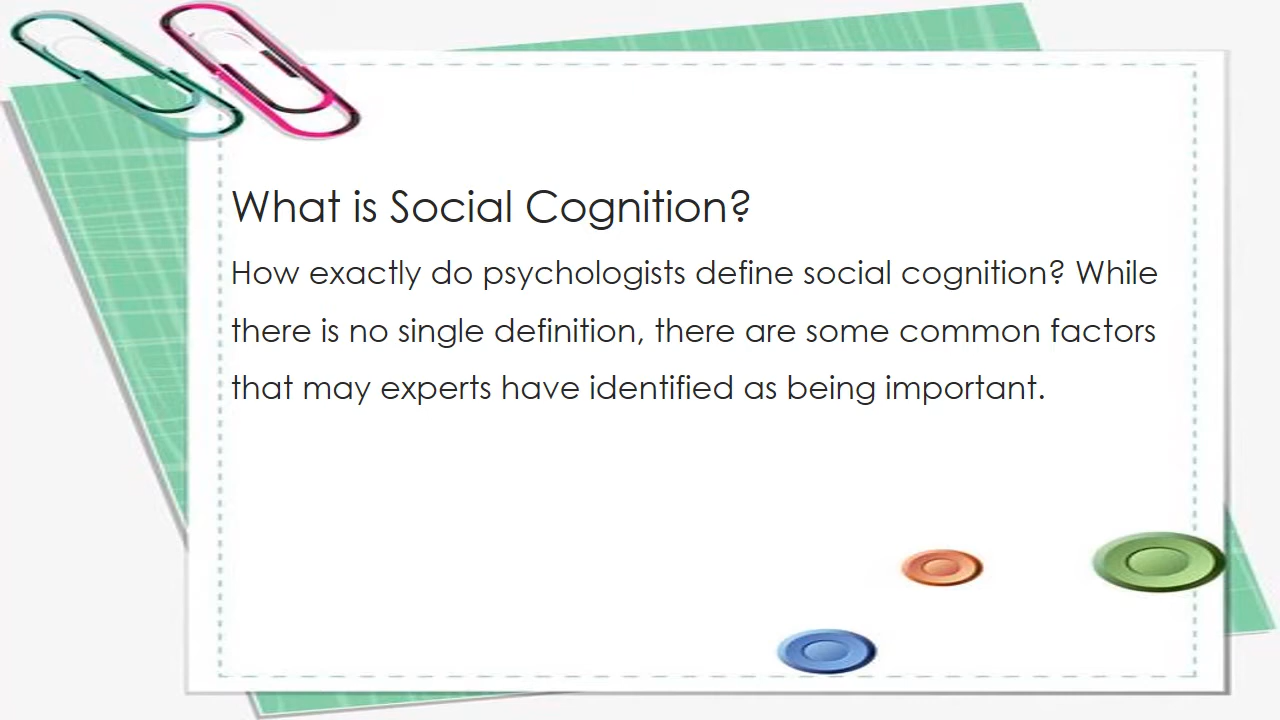 What is Social Cognition?
How exactly do psychologists define social cognition? While
there is no single definition, there are some common factors
that may experts have identified as being important.